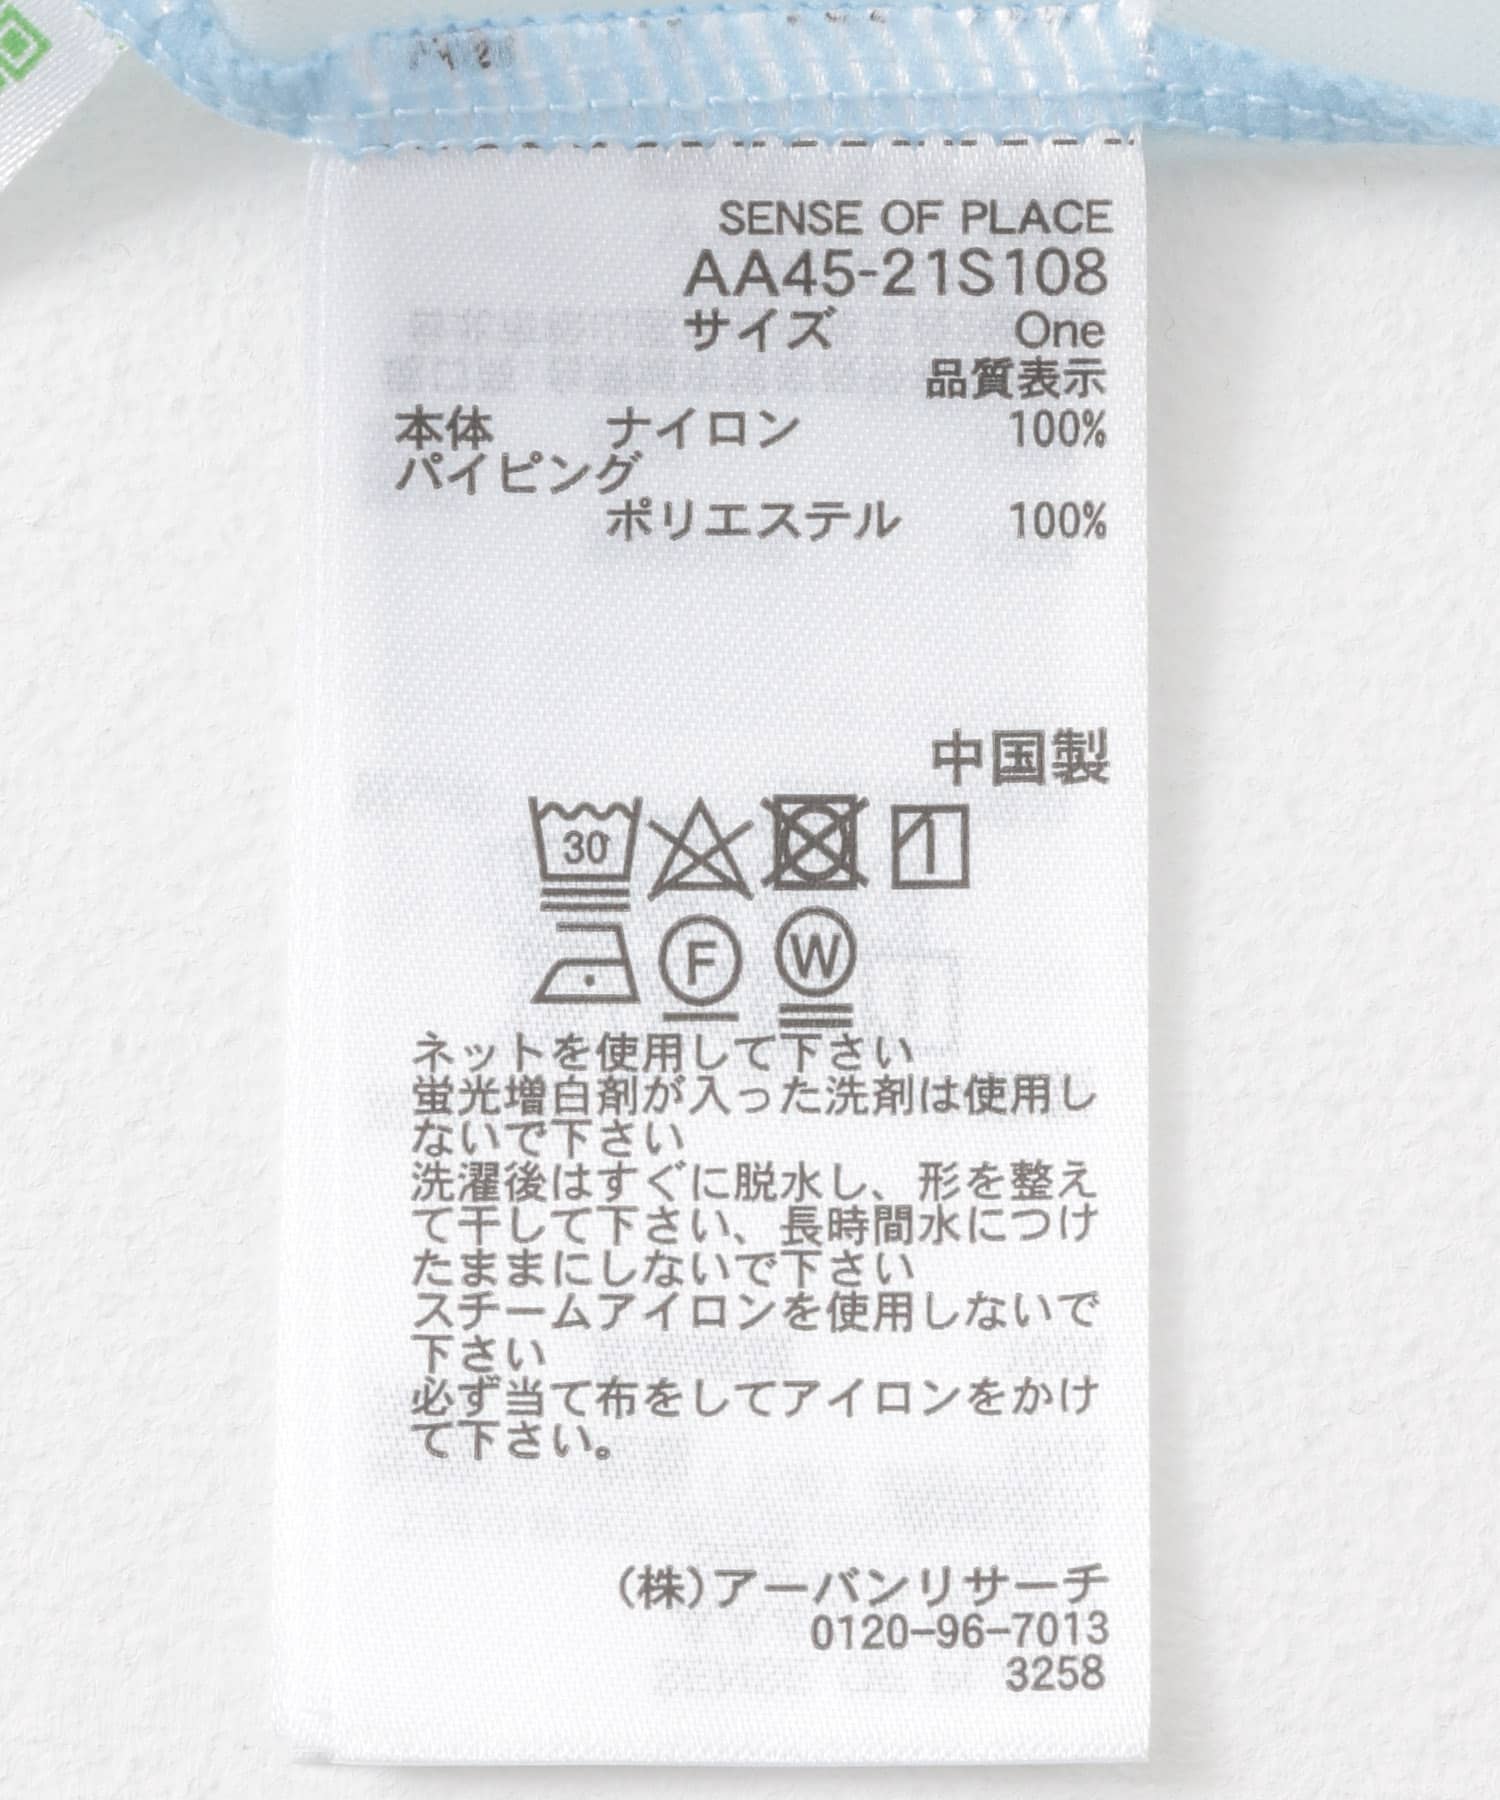 SENSE OF PLACE
AA45-21S108
サイズ One
品質表示
本体 ナイロン 100%
パイピング
ポリエステル 100%
中国製
30
F W
ネットを使用して下さい
蛍光増白剤が入った洗剤は使用し
ないで下さい
洗濯後はすぐに脱水し、形を整え
て干して下さい、長時間水につけ
たままにしないで下さい
スチームアイロンを使用しないで
下さい
必ず当て布をしてアイロンをかけ
て下さい。
(株)アーバンリサーチ
0120-96-7013
3258